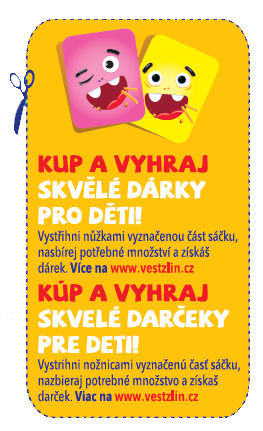 KUP A VYHRAJ
SKVĚLÉ DÁRKY
PRO DĚTI!
Vystřihni nůžkami vyznačenou část sáčku,
nasbírej potřebné množství a získáš
dárek. Více na www.vestzlin.cz
KÚP A VYHRAJ
SKVELÉ DARČEKY
PRE DETI!
Vystrihni nožnicami vyznačenú časť sáčku,
nazbieraj potrebné množstvo a získaš
darček. Viac na www.vestzlin.cz